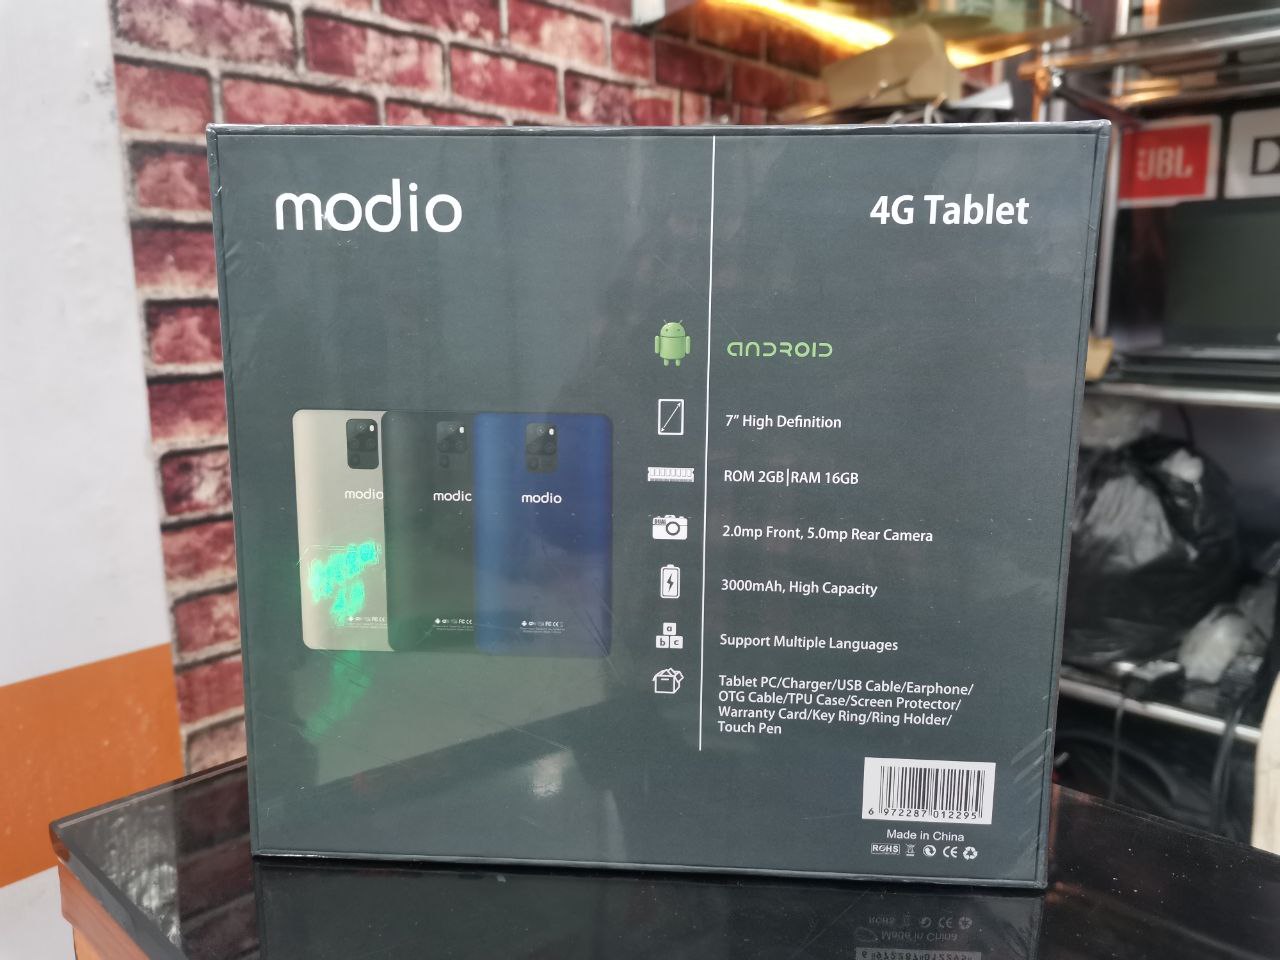 modio
4G Tablet
ANDROID
7" High Definition
ROM 2GB|RAM 16GB
DUAL
2.0mp Front, 5.0mp Rear Camera
3000mAh, High Capacity
a
b c
Support Multiple Languages
Tablet PC/Charger/USB Cable/Earphone/
OTG Cable/TPU Case/Screen Protector/
Warranty Card/Key Ring/Ring Holder/
Touch Pen
modio
modio
modio
6 972287 012295
Made in China
ROHS CE
JBL